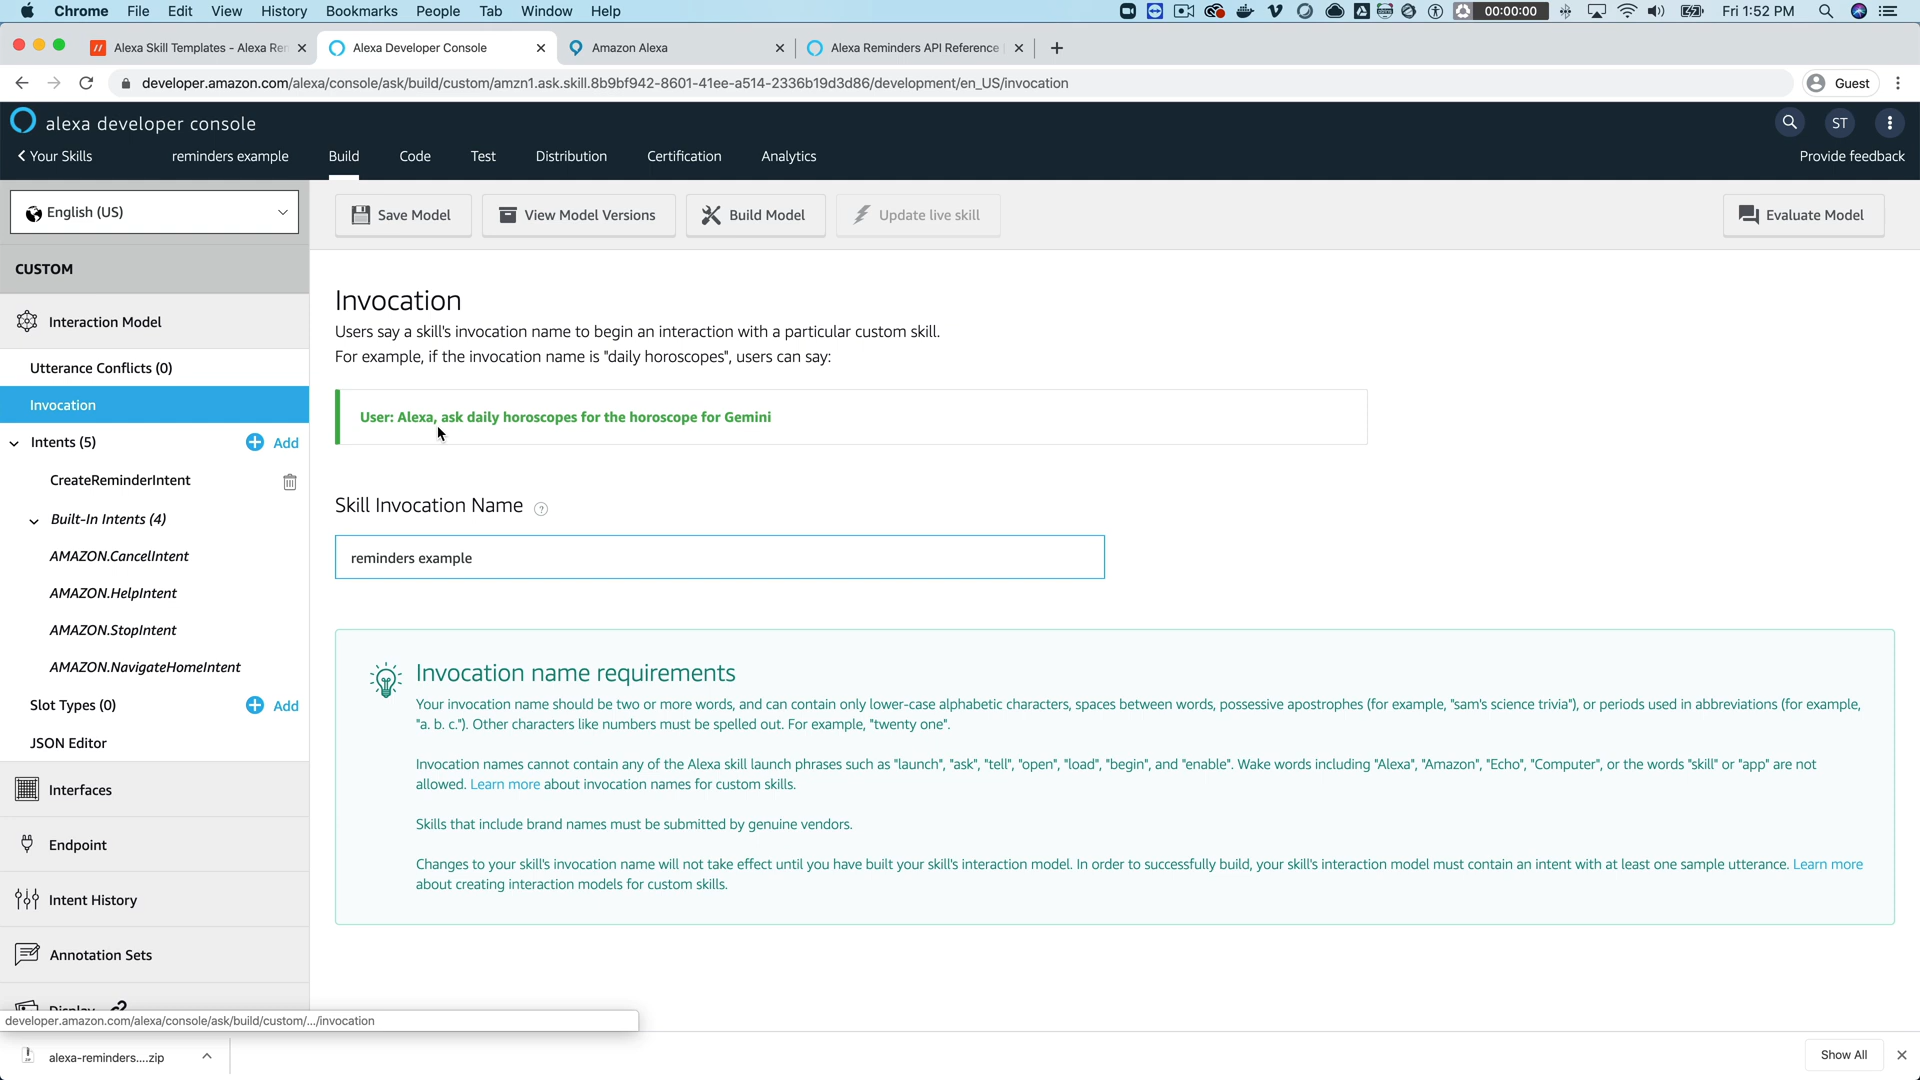 Chrome File Edit View History Bookmarks People Tab Window Help 00:00:00 Fri 1:52 PM
Alexa Skill Templates - Alexa Re Alexa Developer Console Amazon Alexa Alexa Reminders API Reference
developer.amazon.com/alexa/console/ask/build/custom/amzn1.ask.skill.8b9bf942-8601-41ee-a514-2336b19d3d86/development/en_US/invocation Guest
alexa developer console ST
Your Skills reminders example Build Code Test Distribution Certification Analytics Provide feedback
English (US) Save Model View Model Versions Build Model Update live skill Evaluate Model
CUSTOM
Interaction Model
Utterance Conflicts (0)
Invocation
Intents (5) Add
CreateReminderIntent
Built-In Intents (4)
AMAZON.CancelIntent
AMAZON.HelpIntent
AMAZON.StopIntent
AMAZON.NavigateHomeIntent
Slot Types (0) Add
JSON Editor
Interfaces
Endpoint
Intent History
Annotation Sets
Display
Invocation
Users say a skill's invocation name to begin an interaction with a particular custom skill.
For example, if the invocation name is "daily horoscopes", users can say:
User: Alexa, ask daily horoscopes for the horoscope for Gemini
Skill Invocation Name ?
reminders example
Invocation name requirements
Your invocation name should be two or more words, and can contain only lower-case alphabetic characters, spaces between words, possessive apostrophes (for example, "sam's science trivia"), or periods used in abbreviations (for example,
"a. b. c."). Other characters like numbers must be spelled out. For example, "twenty one".
Invocation names cannot contain any of the Alexa skill launch phrases such as "launch", "ask", "tell", "open", "load", "begin", and "enable". Wake words including "Alexa", "Amazon", "Echo", "Computer", or the words "skill" or "app" are not
allowed. Learn more about invocation names for custom skills.
Skills that include brand names must be submitted by genuine vendors.
Changes to your skill's invocation name will not take effect until you have built your skill's interaction model. In order to successfully build, your skill's interaction model must contain an intent with at least one sample utterance. Learn more
about creating interaction models for custom skills.
developer.amazon.com/alexa/console/ask/build/custom/.../invocation
alexa-reminders....zip Show All